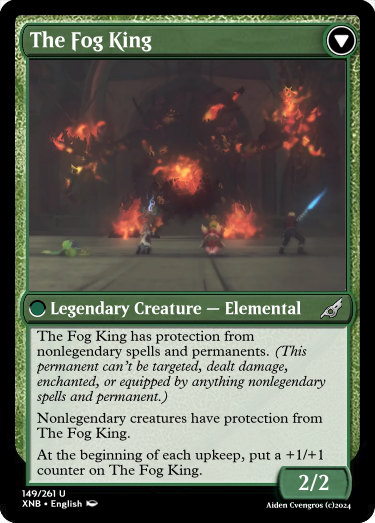 The Fog King
Legendary Creature — Elemental
The Fog King has protection from
nonlegendary spells and permanents. (This
permanent can't be targeted, dealt damage,
enchanted, or equipped by anything nonlegendary
spells and permanent.)
Nonlegendary creatures have protection from
The Fog King.
At the beginning of each upkeep, put a +1/+1
counter on The Fog King.
2/2
149/261 U
XNB • English
Aiden Cvengros (c)2024